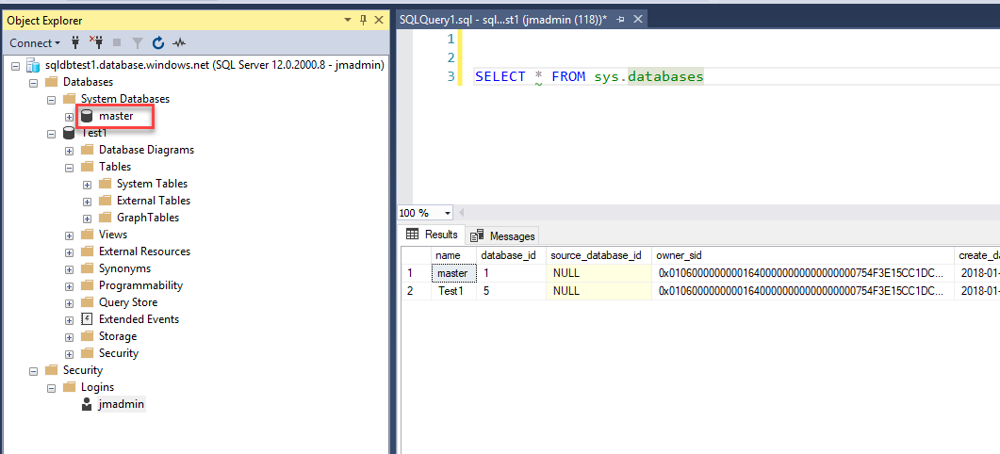 Object Explorer
Connect
sqldbtest1.database.windows.net (SQL Server 12.0.2000.8 - jmadmin)
Databases
System Databases
master
Test1
Database Diagrams
Tables
System Tables
External Tables
GraphTables
Views
External Resources
Synonyms
Programmability
Query Store
Extended Events
Storage
Security
Security
Logins
jmadmin
SQLQuery1.sql - sql...st1 (jmadmin (118))*
1
2
3 SELECT * FROM sys.databases
100 %
Results Messages
name database_id source_database_id owner_sid create_da
1 master 1 NULL 0x01060000000001640000000000000000754F3E15CC1DC... 2018-01-
2 Test1 5 NULL 0x01060000000001640000000000000000754F3E15CC1DC... 2018-01-